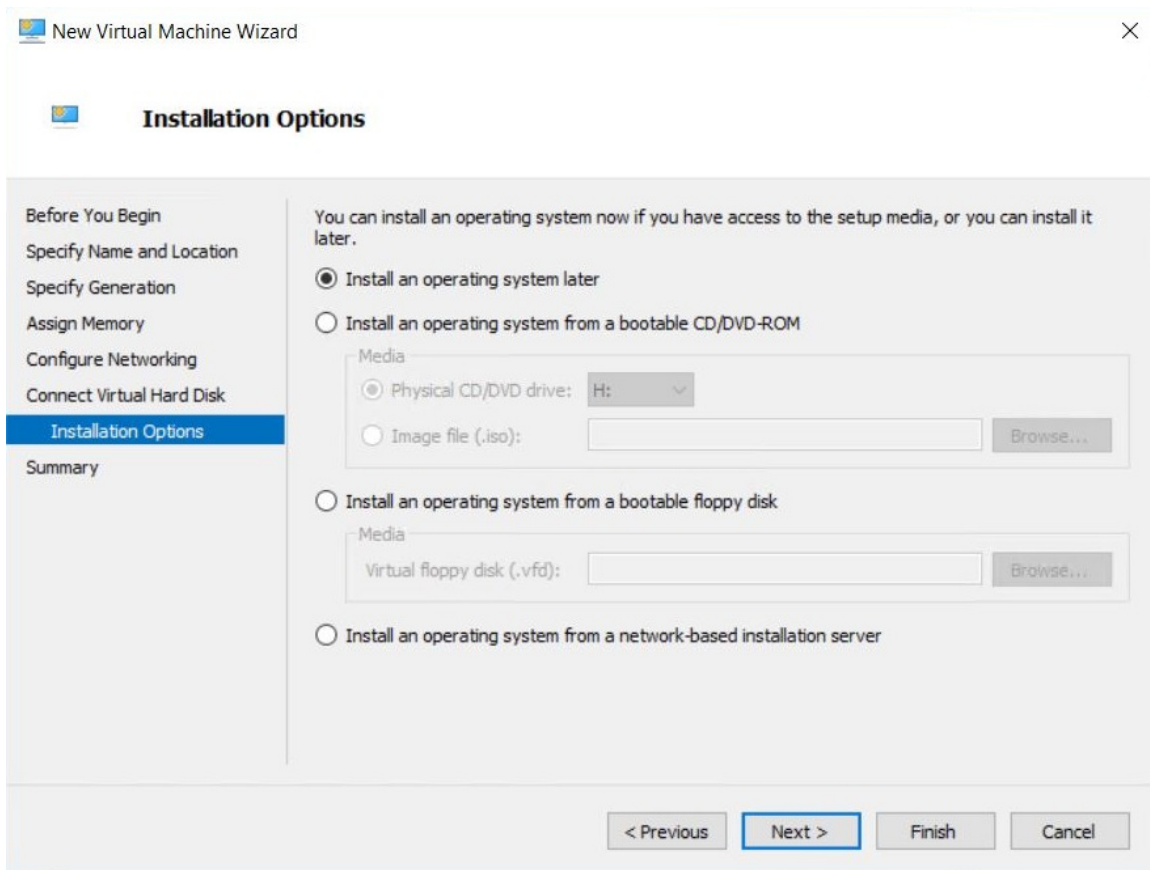 New Virtual Machine Wizard
Installation Options
Before You Begin
Specify Name and Location
Specify Generation
Assign Memory
Configure Networking
Connect Virtual Hard Disk
Installation Options
Summary
You can install an operating system now if you have access to the setup media, or you can install it
later.
Install an operating system later
Install an operating system from a bootable CD/DVD-ROM
Media
Physical CD/DVD drive: H:
Image file (.iso): Browse...
Install an operating system from a bootable floppy disk
Media
Virtual floppy disk (.vfd): Browse...
Install an operating system from a network-based installation server
< Previous Next > Finish Cancel